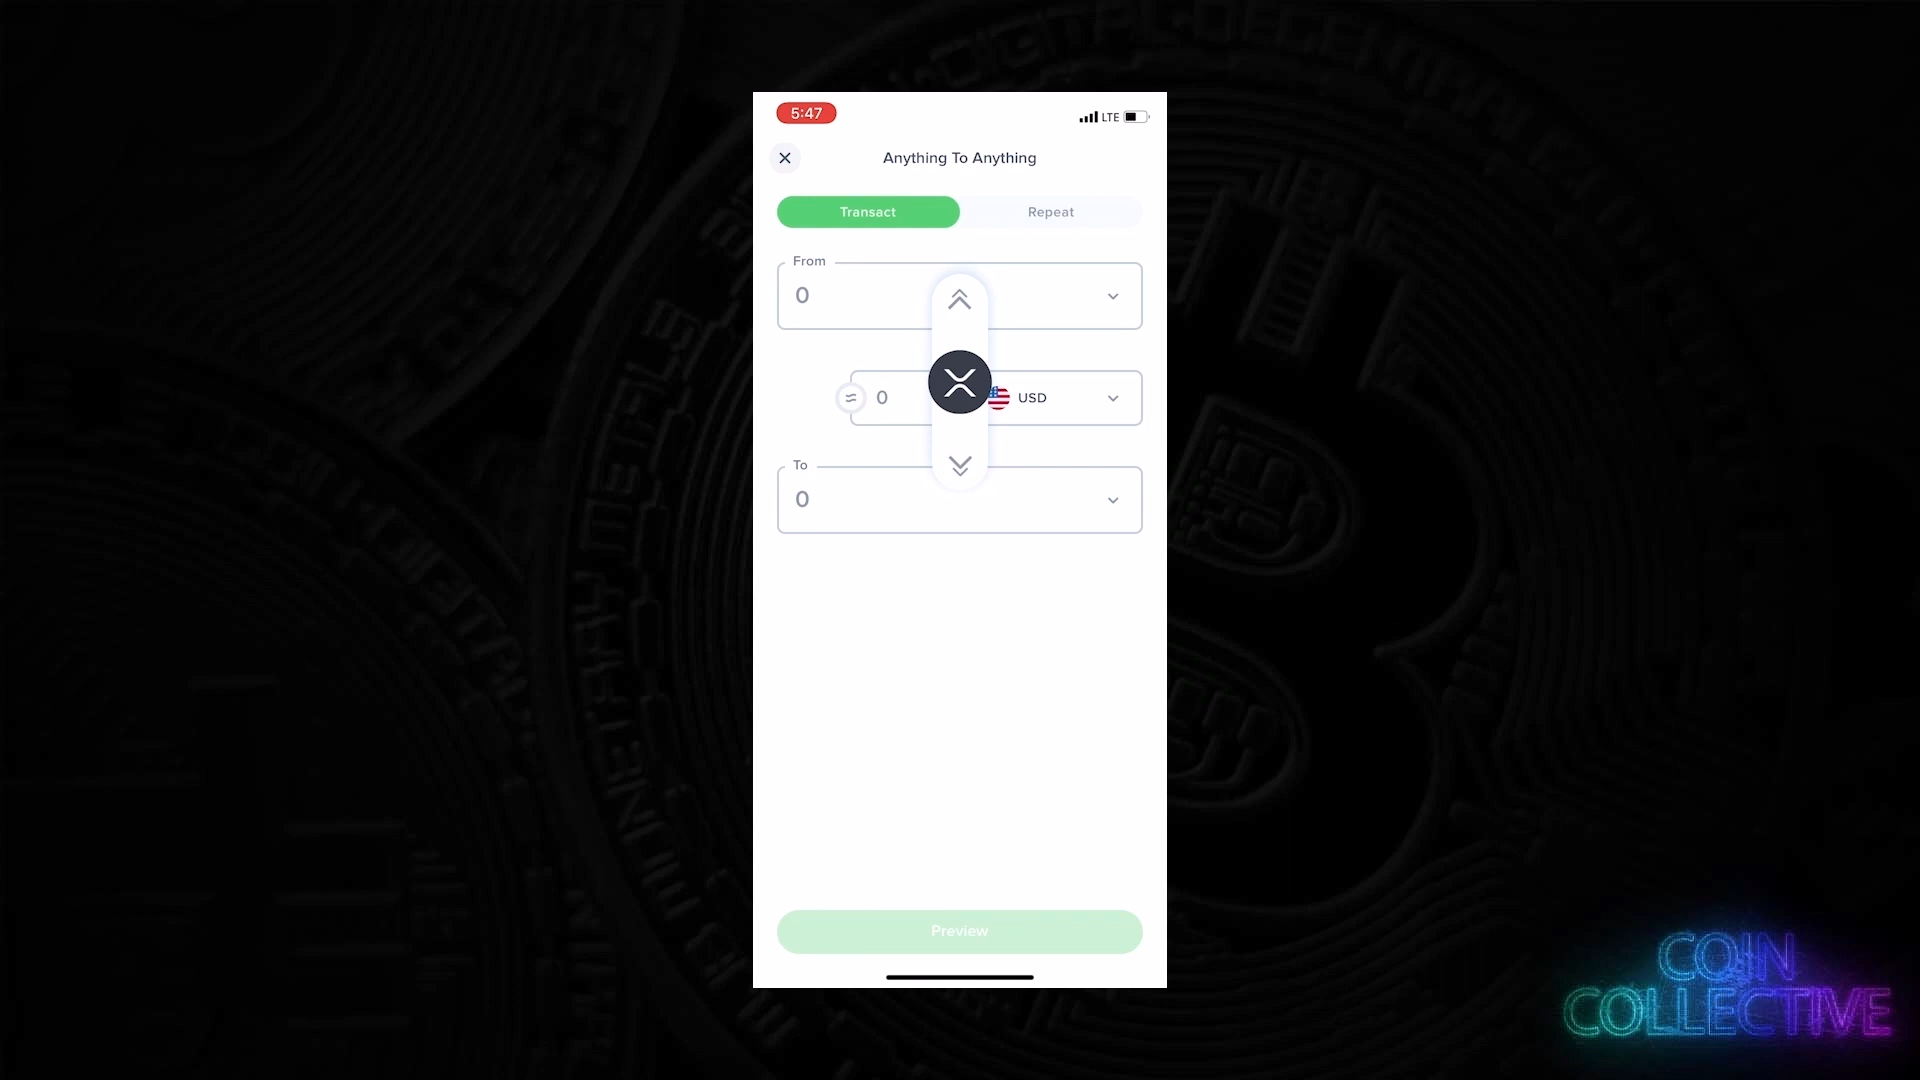 5:47
LTE
Anything To Anything
Transact
Repeat
From
0
0
USD
To
0
Preview
COIN
COLLECTIVE